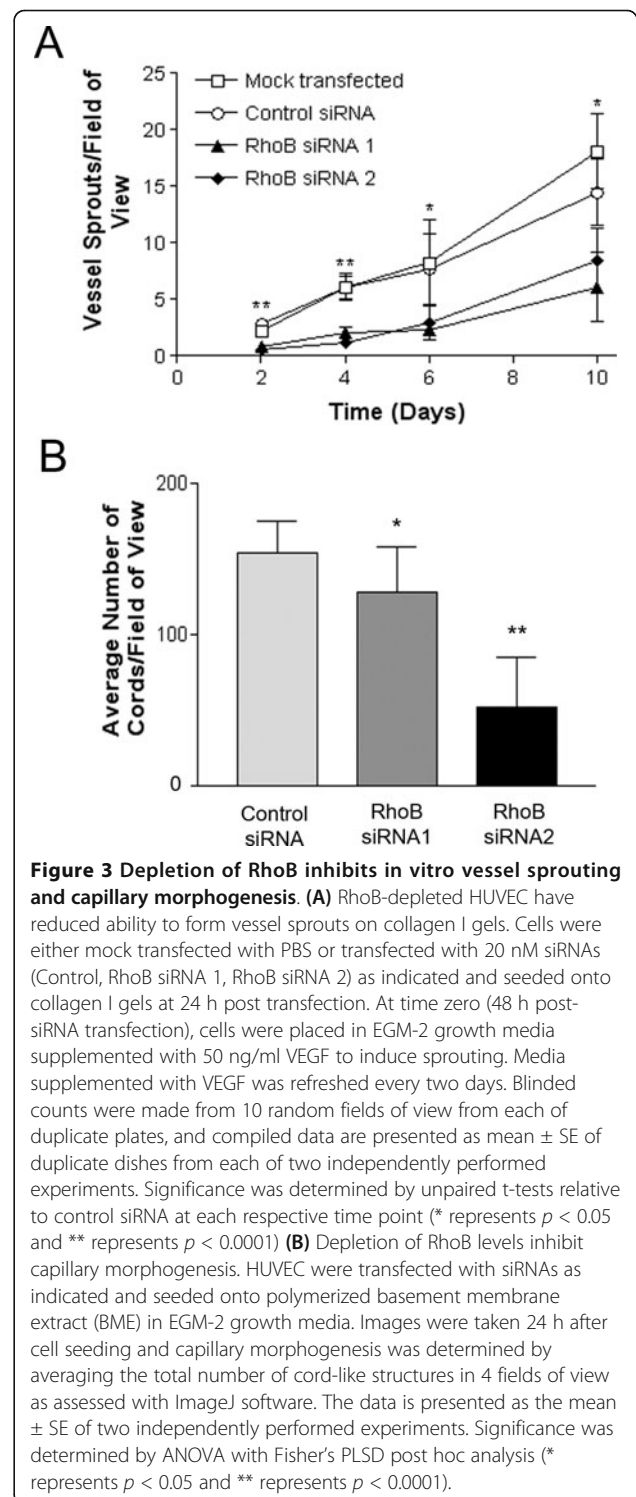 A
Vessel Sprouts/Field of
View
25
20
15
10
5
0
Mock transfected
Control siRNA
RhoB siRNA 1
RhoB siRNA 2
**
**
*
*
0
2
4
6
8
10
Time (Days)
B
Average Number of
Cords/Field of View
200
100
0
*
**
Control
siRNA
RhoB
siRNA1
RhoB
siRNA2
Figure 3 Depletion of RhoB inhibits in vitro vessel sprouting
and capillary morphogenesis. (A) RhoB-depleted HUVEC have
reduced ability to form vessel sprouts on collagen I gels. Cells were
either mock transfected with PBS or transfected with 20 nM siRNAs
(Control, RhoB siRNA 1, RhoB siRNA 2) as indicated and seeded onto
collagen I gels at 24 h post transfection. At time zero (48 h post-
siRNA transfection), cells were placed in EGM-2 growth media
supplemented with 50 ng/ml VEGF to induce sprouting. Media
supplemented with VEGF was refreshed every two days. Blinded
counts were made from 10 random fields of view from each of
duplicate plates, and compiled data are presented as mean ± SE of
duplicate dishes from each of two independently performed
experiments. Significance was determined by unpaired t-tests relative
to control siRNA at each respective time point (* represents p < 0.05
and ** represents p < 0.0001) (B) Depletion of RhoB levels inhibit
capillary morphogenesis. HUVEC were transfected with siRNAs as
indicated and seeded onto polymerized basement membrane
extract (BME) in EGM-2 growth media. Images were taken 24 h after
cell seeding and capillary morphogenesis was determined by
averaging the total number of cord-like structures in 4 fields of view
as assessed with ImageJ software. The data is presented as the mean
± SE of two independently performed experiments. Significance was
determined by ANOVA with Fisher's PLSD post hoc analysis (*
represents p < 0.05 and ** represents p < 0.0001).